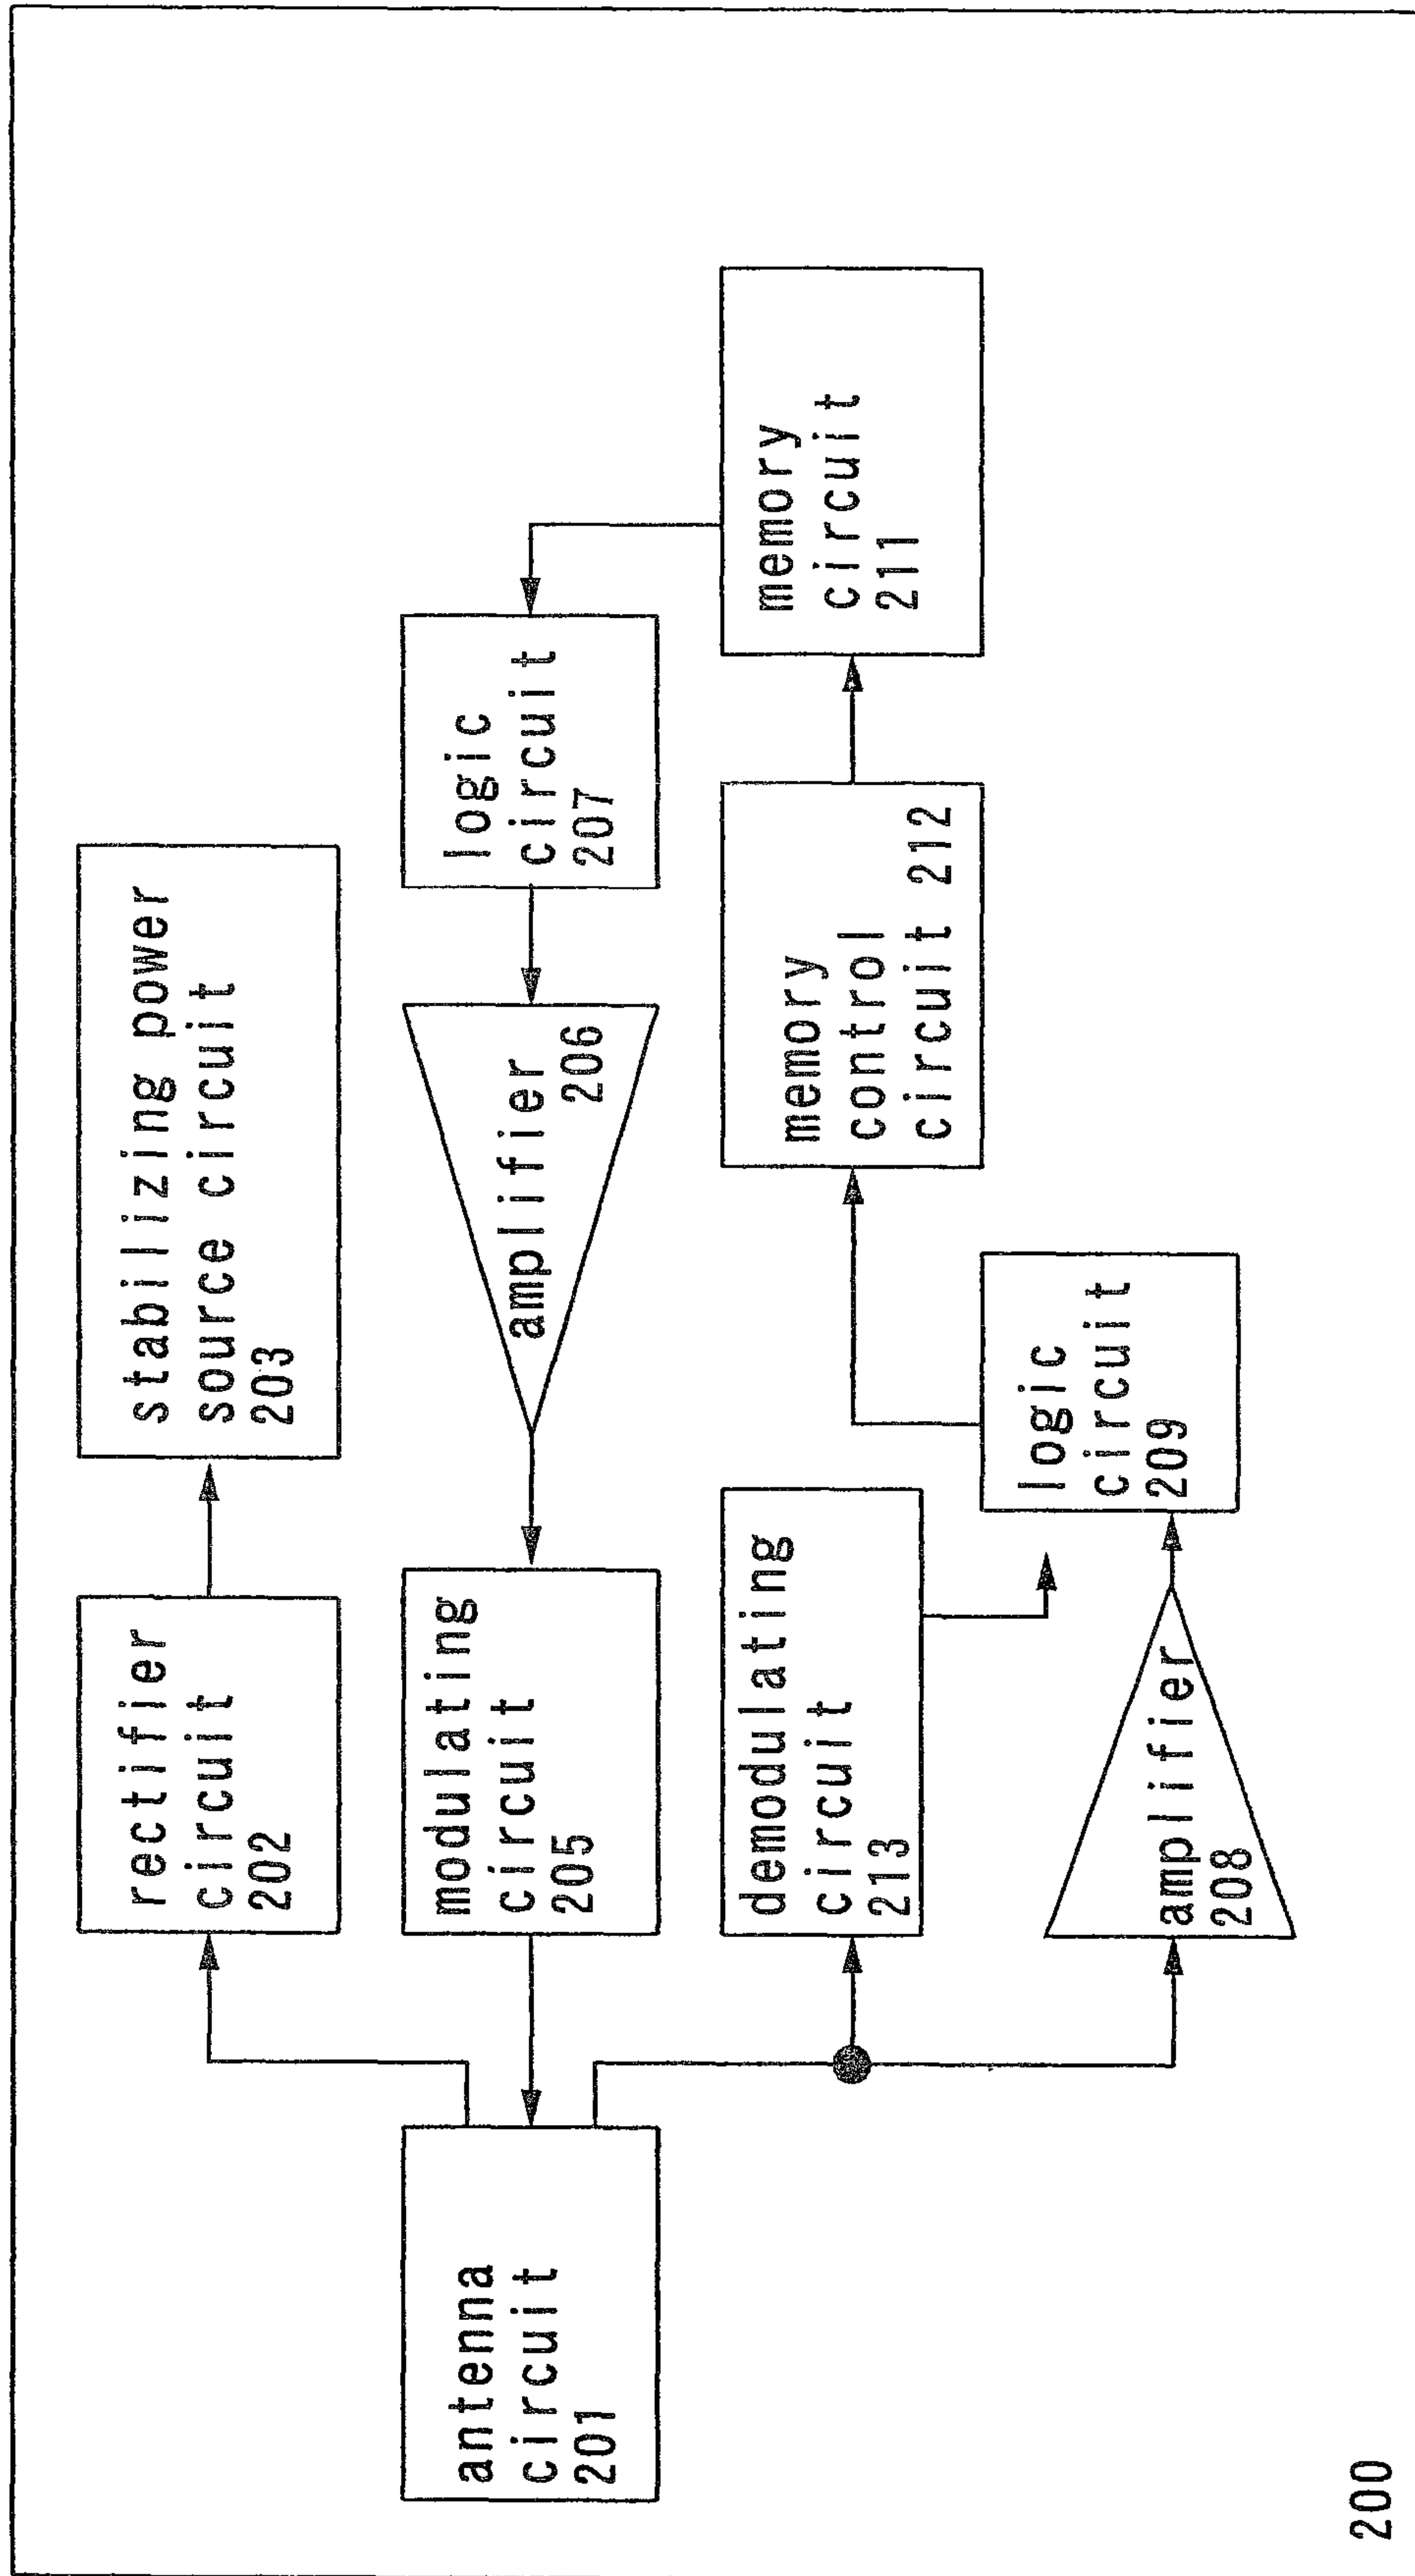 stabilizing power
source circuit
203
rectifier
circuit
202
logic
circuit
207
amplifier
206
modulating
circuit
205
antenna
circuit
201
memory
circuit
211
memory
control
circuit 212
demodulating
circuit
213
logic
circuit
209
amplifier
208
200